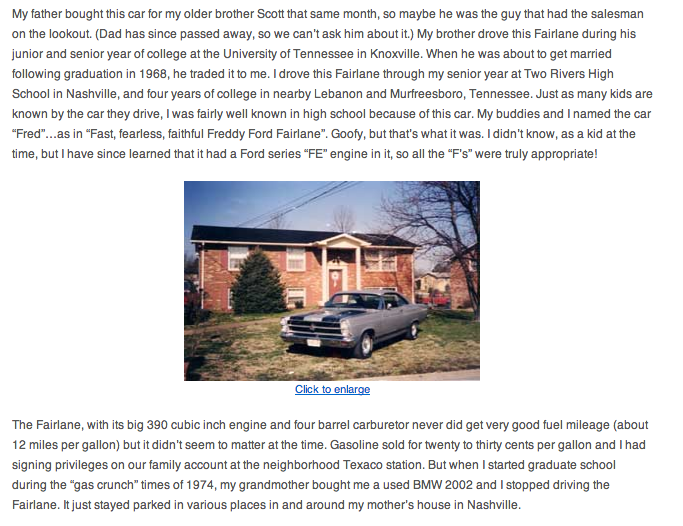 My father bought this car for my older brother Scott that same month, so maybe he was the guy that had the salesman
on the lookout. (Dad has since passed away, so we can't ask him about it.) My brother drove this Fairlane during his
junior and senior year of college at the University of Tennessee in Knoxville. When he was about to get married
following graduation in 1968, he traded it to me. I drove this Fairlane through my senior year at Two Rivers High
School in Nashville, and four years of college in nearby Lebanon and Murfreesboro, Tennessee. Just as many kids are
known by the car they drive, I was fairly well known in high school because of this car. My buddies and I named the car
“Fred”…as in “Fast, fearless, faithful Freddy Ford Fairlane”. Goofy, but that's what it was. I didn't know, as a kid at the
time, but I have since learned that it had a Ford series “FE” engine in it, so all the “F's” were truly appropriate!
Click to enlarge
The Fairlane, with its big 390 cubic inch engine and four barrel carburetor never did get very good fuel mileage (about
12 miles per gallon) but it didn't seem to matter at the time. Gasoline sold for twenty to thirty cents per gallon and I had
signing privileges on our family account at the neighborhood Texaco station. But when I started graduate school
during the “gas crunch” times of 1974, my grandmother bought me a used BMW 2002 and I stopped driving the
Fairlane. It just stayed parked in various places in and around my mother's house in Nashville.